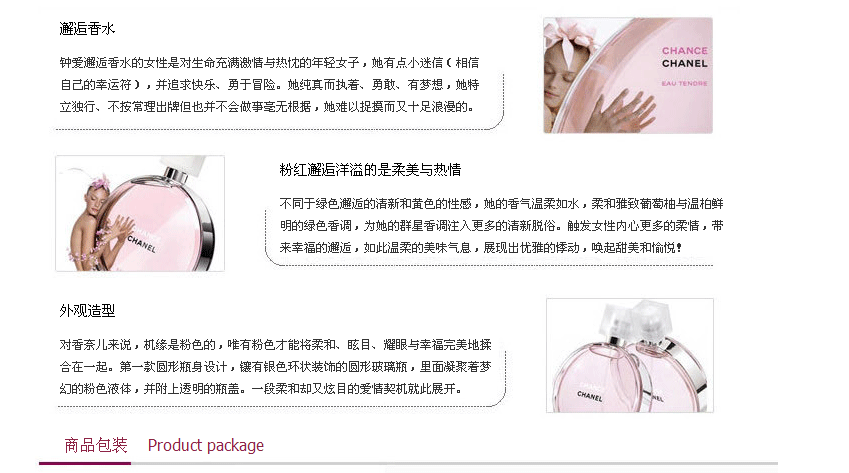 邂逅香水
钟爱邂逅香水的女性是对生命充满激情与热忱的年轻女子，她有点小迷信（相信
自己的幸运符），并追求快乐、勇于冒险。她纯真而执着、勇敢、有梦想，她特
立独行、不按常理出牌但也并不会做事毫无根据，她难以捉摸而又十足浪漫的。
CHANCE
CHANEL
EAU TENDRE
粉红邂逅洋溢的是柔美与热情
不同于绿色邂逅的清新和黄色的性感，她的香气温柔如水，柔和雅致葡萄柚与温柏鲜
明的绿色香调，为她的群星香调注入更多的清新脱俗。触发女性内心更多的柔情，带
来幸福的邂逅，如此温柔的美味气息，展现出优雅的悸动，唤起甜美和愉悦！
CHANCE
CHANEL
外观造型
对香奈儿来说，机缘是粉色的，唯有粉色才能将柔和、眩目、耀眼与幸福完美地揉
合在一起。第一款圆形瓶身设计，镶有银色环状装饰的圆形玻璃瓶，里面凝聚着梦
幻的粉色液体，并附上透明的瓶盖。一段柔和却又炫目的爱情契机就此展开。
CHANCE
CHANEL
CHANCE
CHANEL
商品包装 Product package